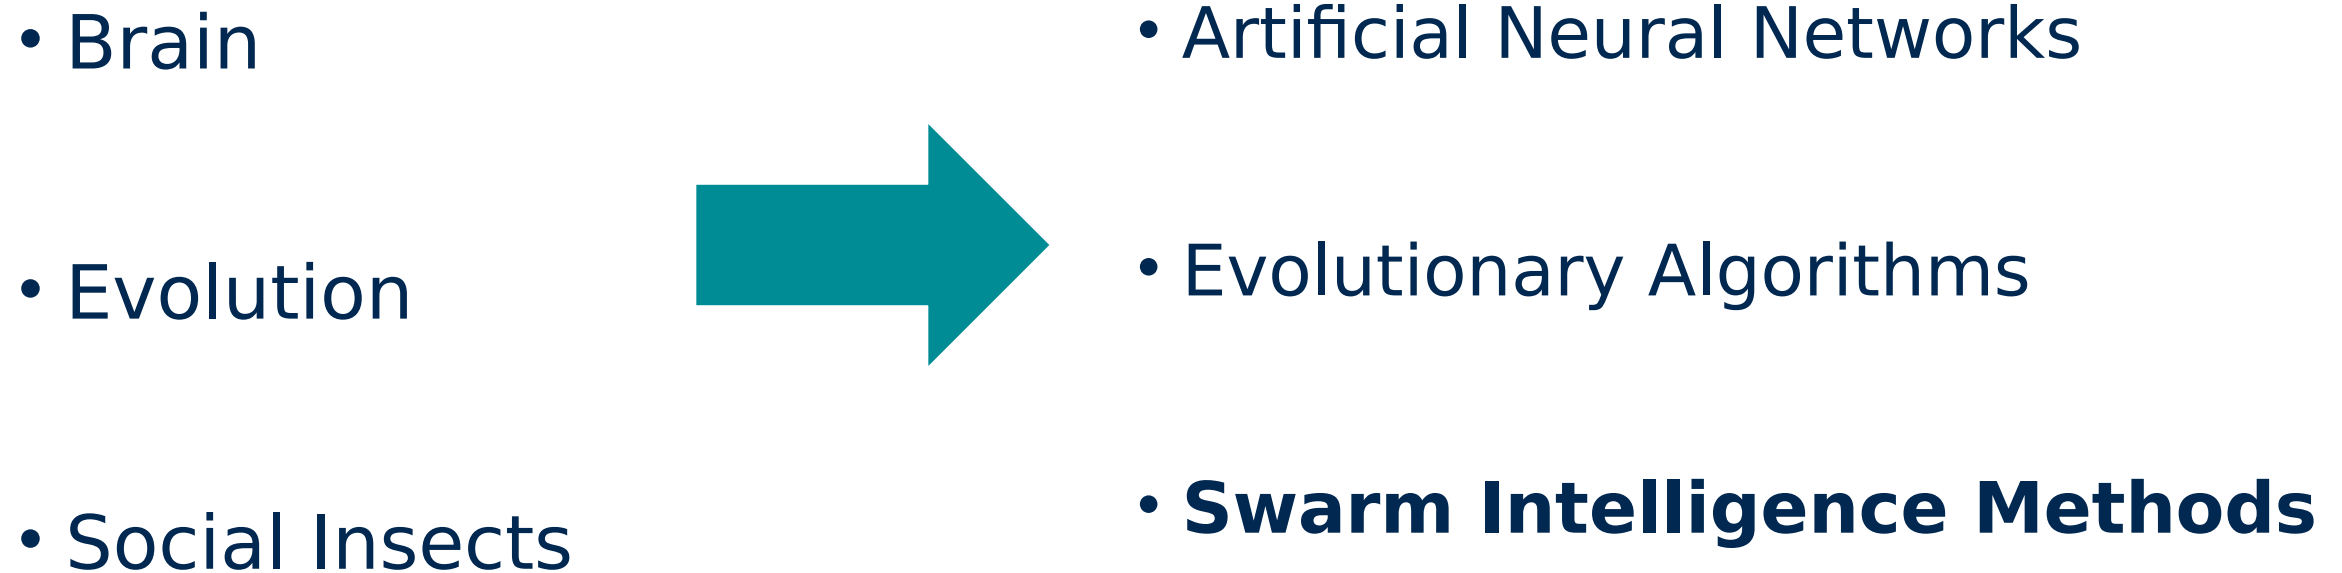 • Brain
• Evolution
• Social Insects
• Artificial Neural Networks
• Evolutionary Algorithms
• Swarm Intelligence Methods